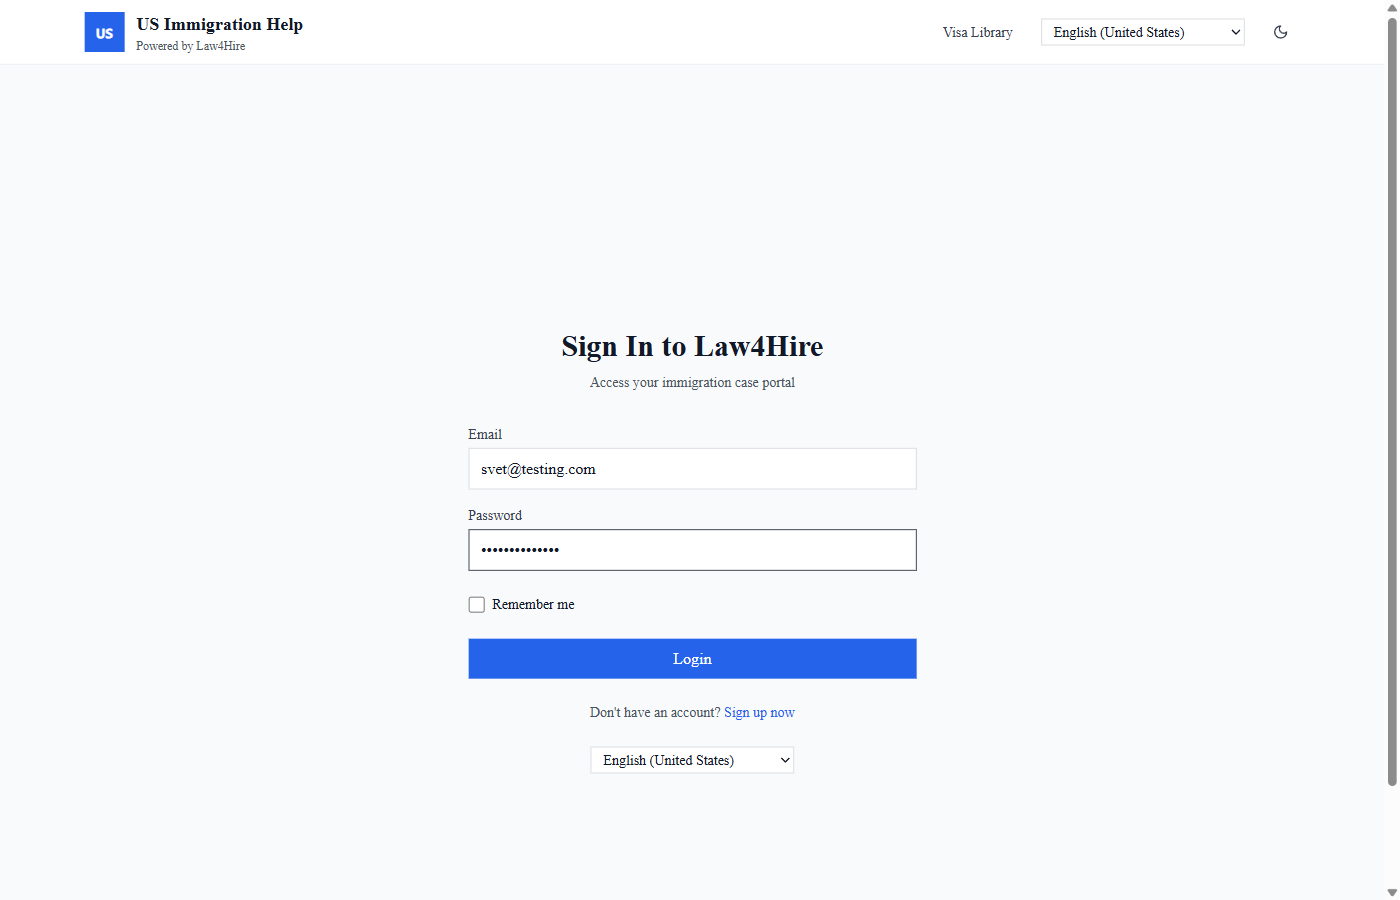 US
US Immigration Help
Powered by Law4Hire
Visa Library
English (United States)
Sign In to Law4Hire
Access your immigration case portal
Email
svet@testing.com
Password
••••••••••••••
Remember me
Login
Don't have an account? Sign up now
English (United States)